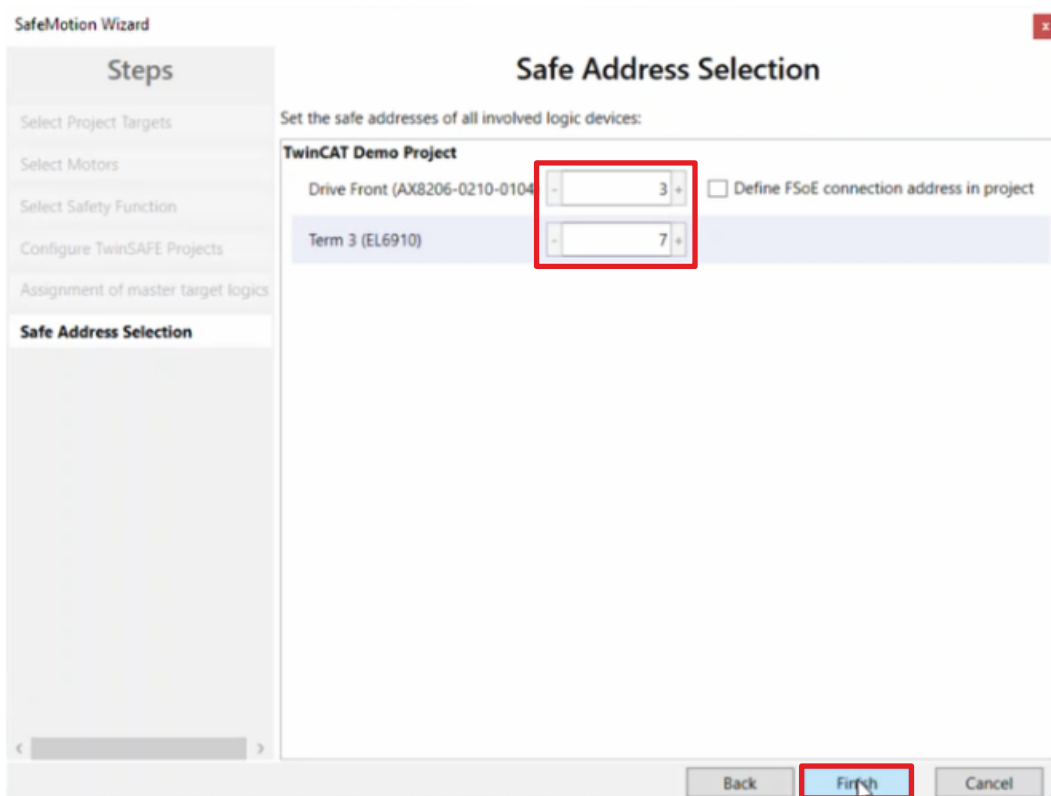 SafeMotion Wizard
x
Steps
Select Project Targets
Select Motors
Select Safety Function
Configure TwinSAFE Projects
Assignment of master target logics
Safe Address Selection
Safe Address Selection
Set the safe addresses of all involved logic devices:
TwinCAT Demo Project
Drive Front (AX8206-0210-0104 - 3 + Define FSoE connection address in project
Term 3 (EL6910) - 7 +
< >
Back Finish Cancel